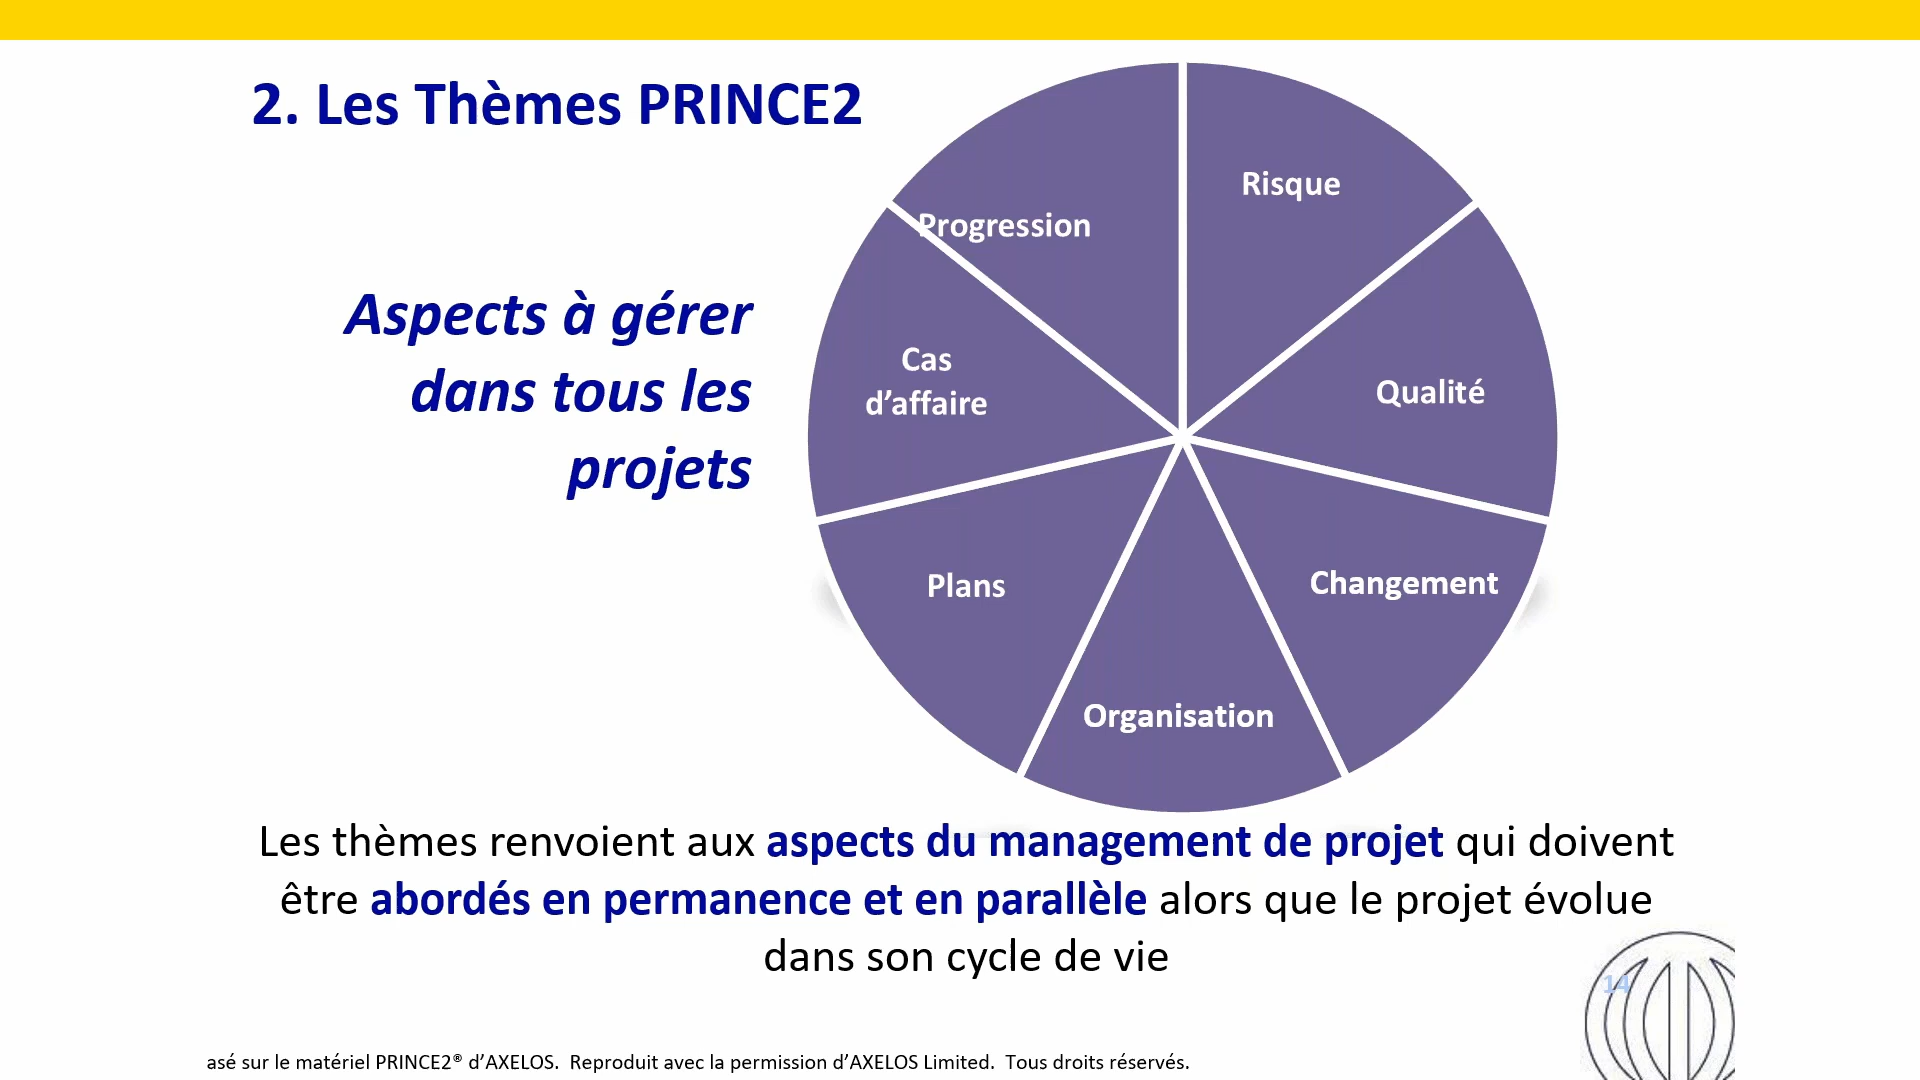 2. Les Thèmes PRINCE2
Aspects à gérer
dans tous les
projets
Risque
Progression
Cas
d’affaire
Qualité
Plans
Changement
Organisation
Les thèmes renvoient aux aspects du management de projet qui doivent
être abordés en permanence et en parallèle alors que le projet évolue
dans son cycle de vie
14
asé sur le matériel PRINCE2® d’AXELOS. Reproduit avec la permission d’AXELOS Limited. Tous droits réservés.